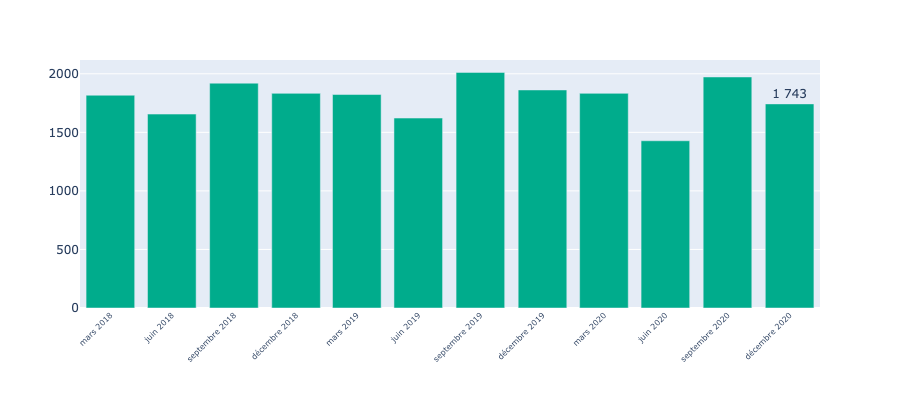 2000
1500
1000
500
0
1 743
mars 2018
juin 2018
septembre 2018
décembre 2018
mars 2019
juin 2019
septembre 2019
décembre 2019
mars 2020
juin 2020
septembre 2020
décembre 2020